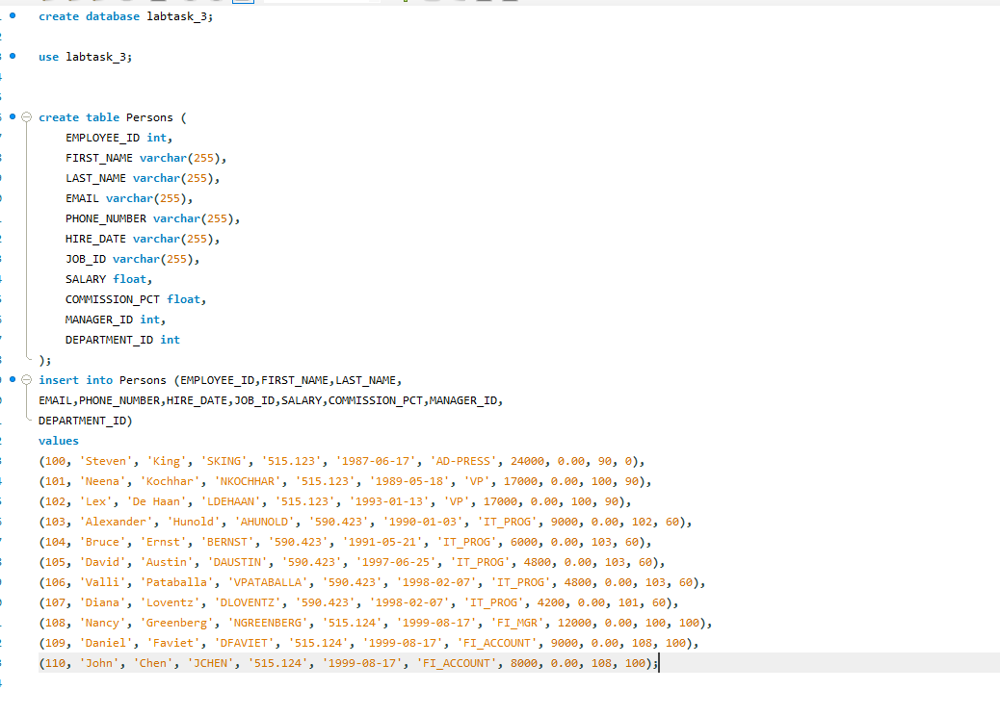 create database labtask_3;
use labtask_3;
create table Persons (
EMPLOYEE_ID int,
FIRST_NAME varchar(255),
LAST_NAME varchar(255),
EMAIL varchar(255),
PHONE_NUMBER varchar(255),
HIRE_DATE varchar(255),
JOB_ID varchar(255),
SALARY float,
COMMISSION_PCT float,
MANAGER_ID int,
DEPARTMENT_ID int
);
insert into Persons (EMPLOYEE_ID,FIRST_NAME,LAST_NAME,
EMAIL,PHONE_NUMBER,HIRE_DATE,JOB_ID,SALARY,COMMISSION_PCT,MANAGER_ID,
DEPARTMENT_ID)
values
(100, 'Steven', 'King', 'SKING', '515.123', '1987-06-17', 'AD-PRESS', 24000, 0.00, 90, 0),
(101, 'Neena', 'Kochhar', 'NKOCHHAR', '515.123', '1989-05-18', 'VP', 17000, 0.00, 100, 90),
(102, 'Lex', 'De Haan', 'LDEHAAN', '515.123', '1993-01-13', 'VP', 17000, 0.00, 100, 90),
(103, 'Alexander', 'Hunold', 'AHUNOLD', '590.423', '1990-01-03', 'IT_PROG', 9000, 0.00, 102, 60),
(104, 'Bruce', 'Ernst', 'BERNST', '590.423', '1991-05-21', 'IT_PROG', 6000, 0.00, 103, 60),
(105, 'David', 'Austin', 'DAUSTIN', '590.423', '1997-06-25', 'IT_PROG', 4800, 0.00, 103, 60),
(106, 'Valli', 'Pataballa', 'VPATABALLA', '590.423', '1998-02-07', 'IT_PROG', 4800, 0.00, 103, 60),
(107, 'Diana', 'Loventz', 'DLOVENTZ', '590.423', '1998-02-07', 'IT_PROG', 4200, 0.00, 101, 60),
(108, 'Nancy', 'Greenberg', 'NGREENBERG', '515.124', '1999-08-17', 'FI_MGR', 12000, 0.00, 100, 100),
(109, 'Daniel', 'Faviet', 'DFAVIET', '515.124', '1999-08-17', 'FI_ACCOUNT', 9000, 0.00, 108, 100),
(110, 'John', 'Chen', 'JCHEN', '515.124', '1999-08-17', 'FI_ACCOUNT', 8000, 0.00, 108, 100);